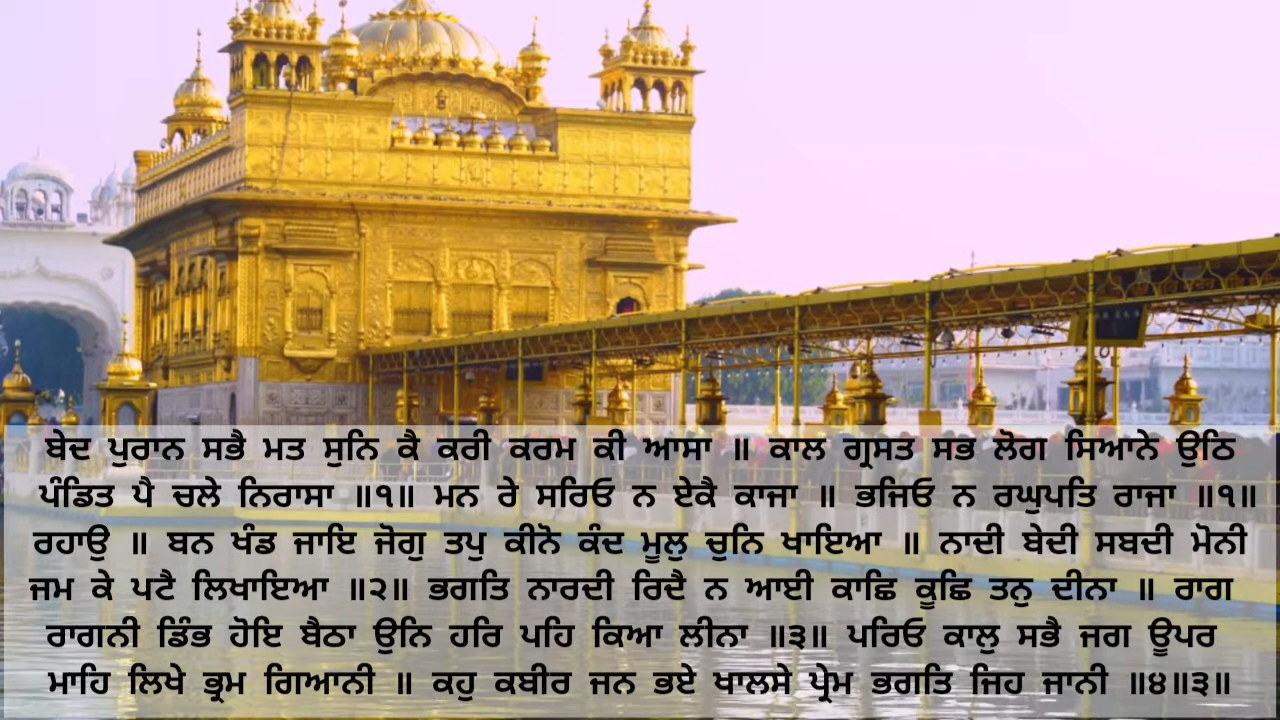 ਬੇਦ ਪੁਰਾਨ ਸਭੈ ਮਤ ਸੁਨਿ ਕੈ ਕਰੀ ਕਰਮ ਕੀ ਆਸਾ ॥ ਕਾਲ ਗ੍ਰਸਤ ਸਭ ਲੋਗ ਸਿਆਨੇ ਉਠਿ
ਪੰਡਿਤ ਪੈ ਚਲੇ ਨਿਰਾਸਾ ॥੧॥ ਮਨ ਰੇ ਸਰਿਓ ਨ ਏਕੈ ਕਾਜਾ ॥ ਭਜਿਓ ਨ ਰਘੁਪਤਿ ਰਾਜਾ ॥੧॥
ਰਹਾਉ ॥ ਬਨ ਖੰਡ ਜਾਇ ਜੋਗੁ ਤਪੁ ਕੀਨੋ ਕੰਦ ਮੂਲੁ ਚੁਨਿ ਖਾਇਆ ॥ ਨਾਦੀ ਬੇਦੀ ਸਬਦੀ ਮੋਨੀ
ਜਮ ਕੇ ਪਟੈ ਲਿਖਾਇਆ ॥੨॥ ਭਗਤਿ ਨਾਰਦੀ ਰਿਦੈ ਨ ਆਈ ਕਾਛਿ ਕੂਛਿ ਤਨੁ ਦੀਨਾ ॥ ਰਾਗ
ਰਾਗਨੀ ਡਿੰਭ ਹੋਇ ਬੈਠਾ ਉਨਿ ਹਰਿ ਪਹਿ ਕਿਆ ਲੀਨਾ ॥੩॥ ਪਰਿਓ ਕਾਲੁ ਸਭੈ ਜਗ ਊਪਰ
ਮਾਹਿ ਲਿਖੇ ਭ੍ਰਮ ਗਿਆਨੀ ॥ ਕਹੁ ਕਬੀਰ ਜਨ ਭਏ ਖਾਲਸੇ ਪ੍ਰੇਮ ਭਗਤਿ ਜਿਹ ਜਾਨੀ ॥੪॥੩॥